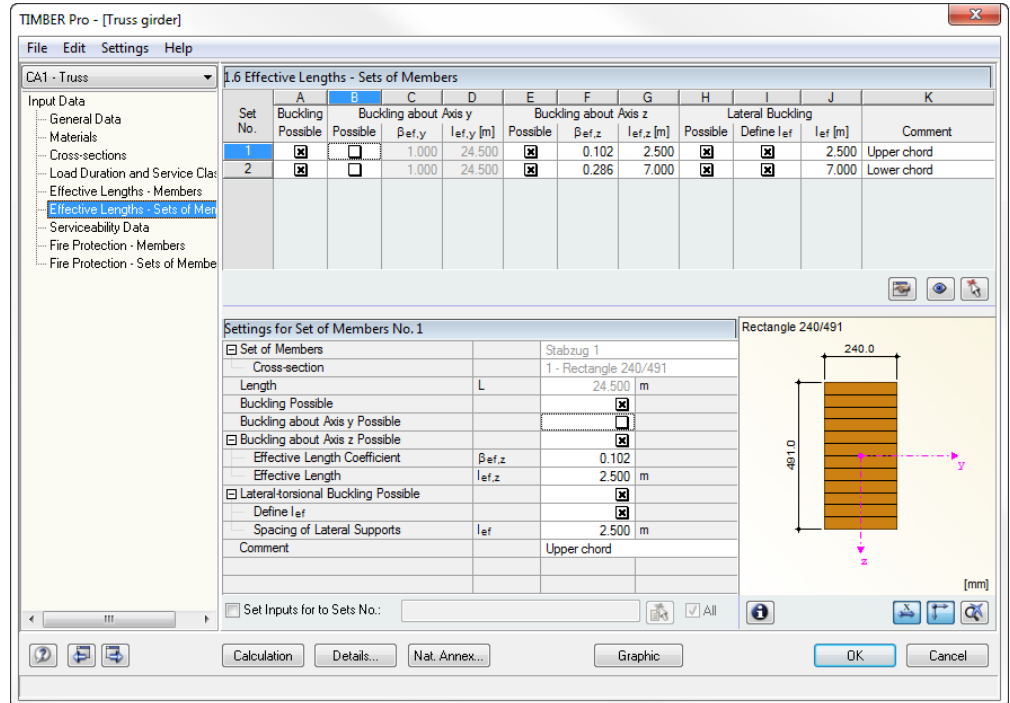 TIMBER Pro - [Truss girder]
File Edit Settings Help
CA1 - Truss
Input Data
General Data
Materials
Cross-sections
Load Duration and Service Clas
Effective Lengths - Members
Effective Lengths - Sets of Men
Serviceability Data
Fire Protection - Members
Fire Protection - Sets of Membe
1.6 Effective Lengths - Sets of Members
A B C D E F G H I J K
Set Buckling Buckling about Axis y Buckling about Axis z Lateral Buckling
No. Possible Possible βef,y lef,y [m] Possible βef,z lef,z [m] Possible Define lef lef [m] Comment
1 1.000 24.500 0.102 2.500 2.500 Upper chord
2 1.000 24.500 0.286 7.000 7.000 Lower chord
Settings for Set of Members No. 1
Set of Members Stabzug 1
Cross-section 1 - Rectangle 240/491
Length L 24.500 m
Buckling Possible
Buckling about Axis y Possible
Buckling about Axis z Possible
Effective Length Coefficient βef,z 0.102
Effective Length lef,z 2.500 m
Lateral-torsional Buckling Possible
Define lef
Spacing of Lateral Supports lef 2.500 m
Comment Upper chord
Set Inputs for to Sets No.: All
Rectangle 240/491
240.0
491.0
y
z
[mm]
Calculation Details... Nat. Annex... Graphic OK Cancel